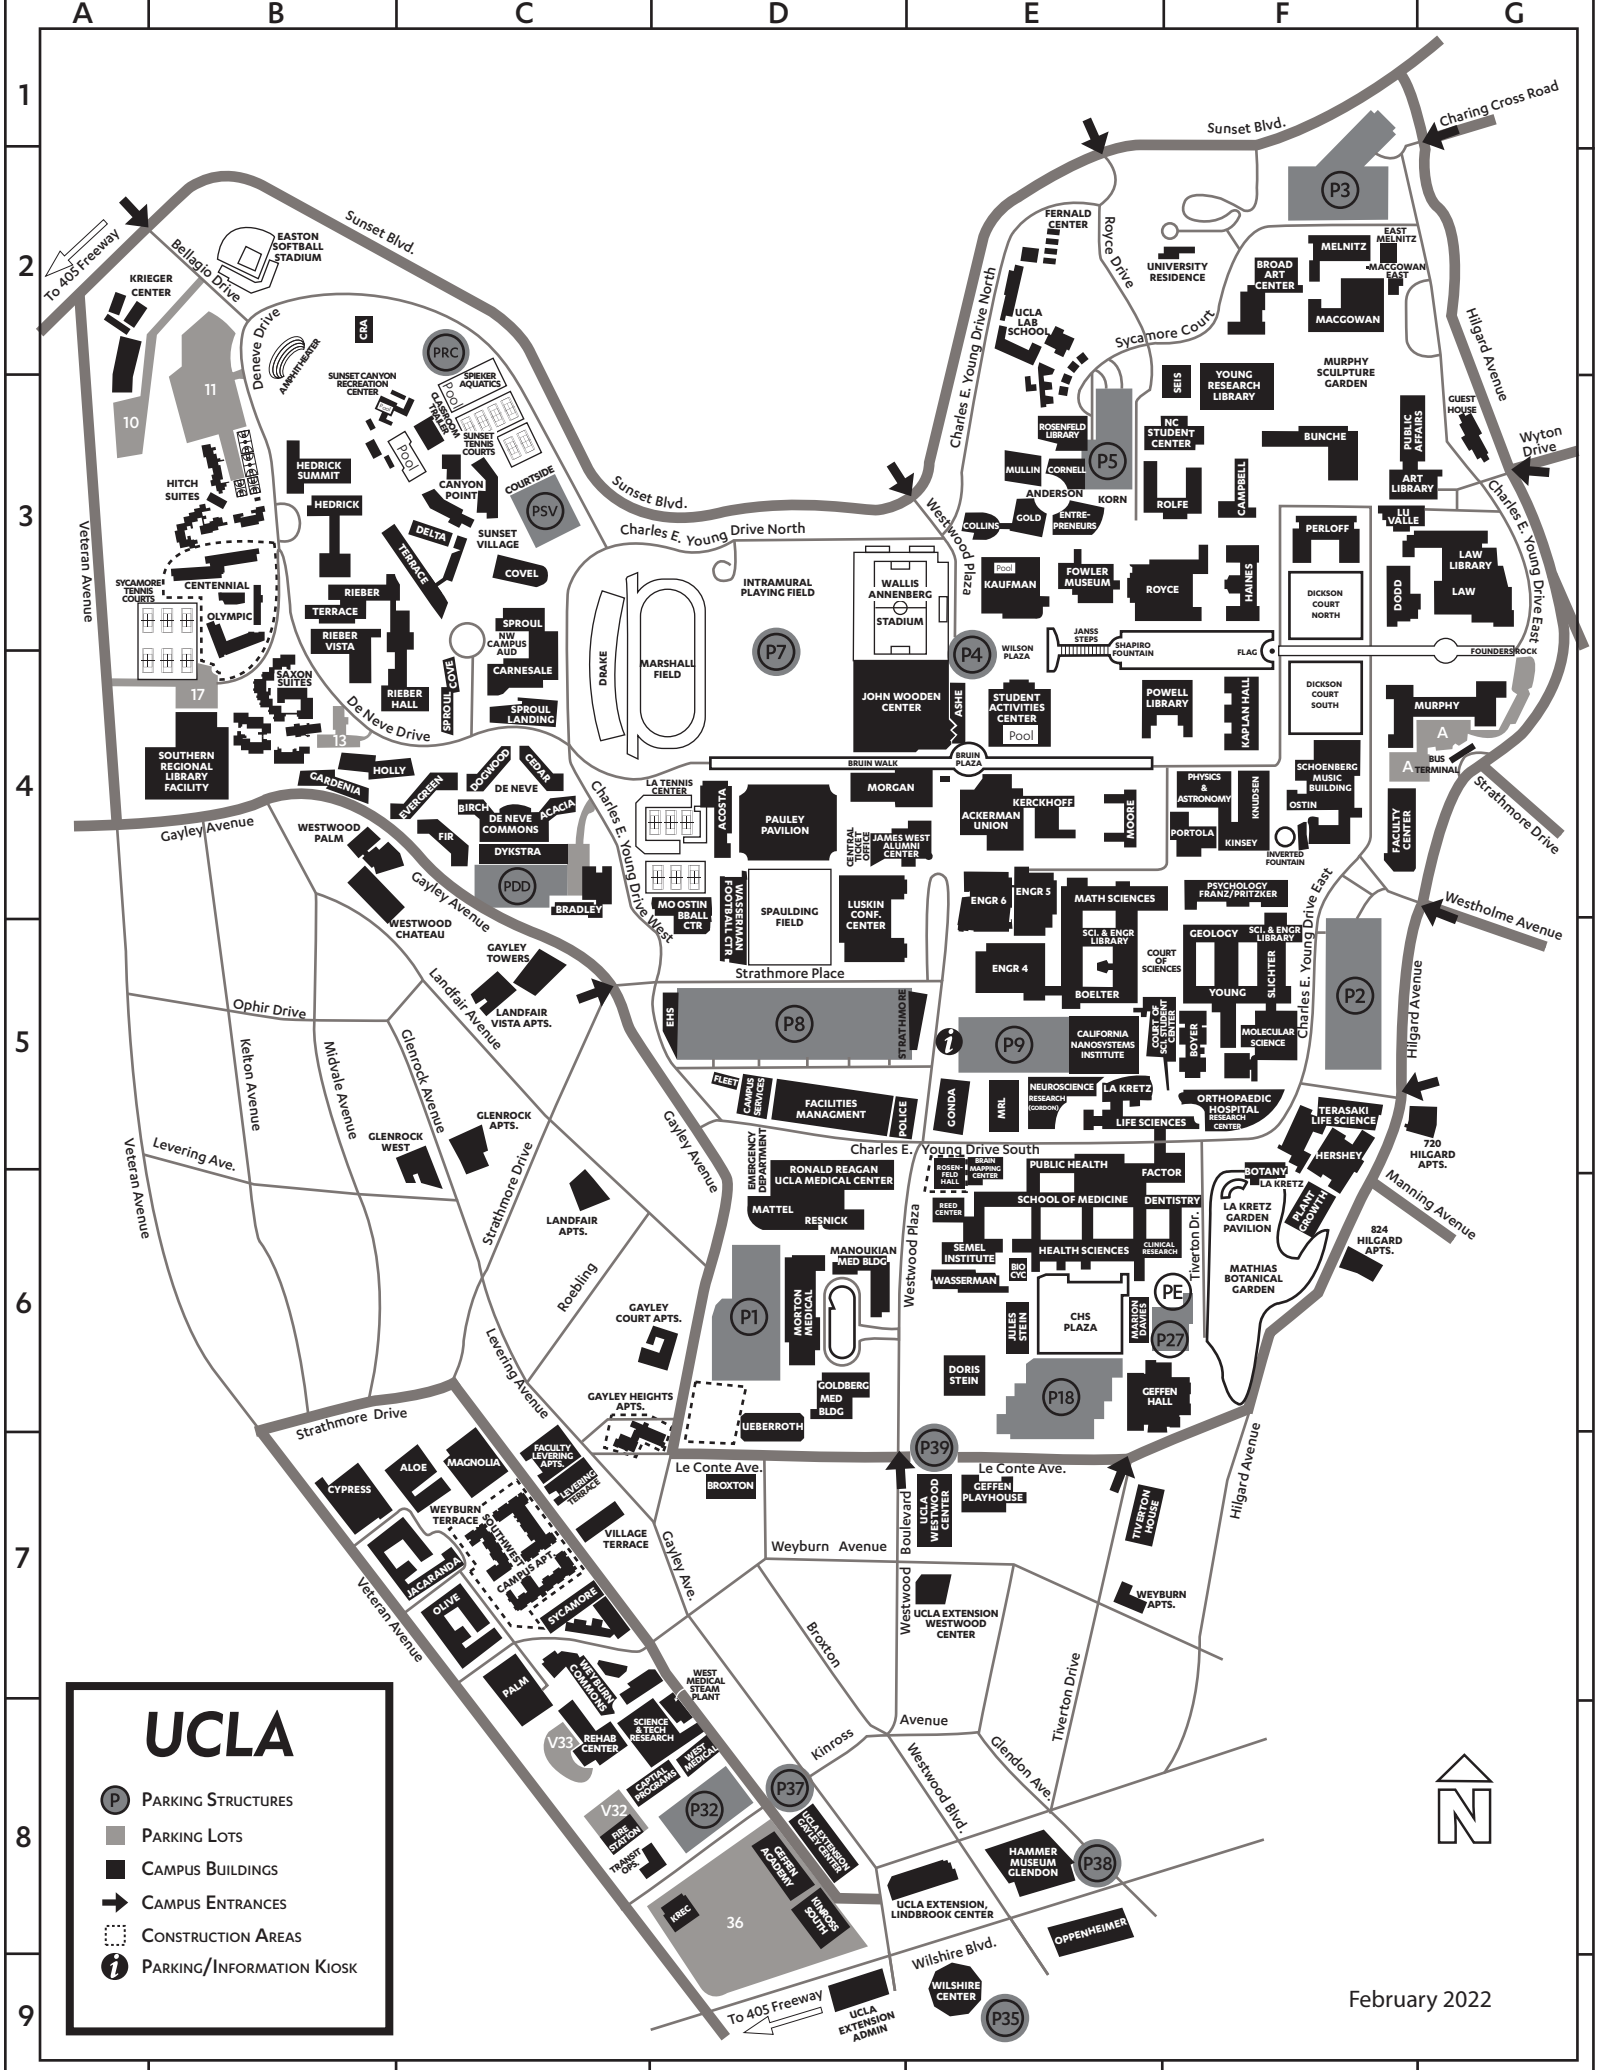 A
B
C
D
E
F
G
1
2
3
4
5
6
7
8
9
Charing Cross Road
Sunset Blvd.
P3
To 405 Freeway
KRIEGER
CENTER
Bellagio Drive
EASTON
SOFTBALL
STADIUM
Sunset Blvd.
FERNALD
CENTER
Royce Drive
UNIVERSITY
RESIDENCE
MELNITZ
EAST
MELNITZ
MACGOWAN
EAST
BROAD
ART
CENTER
MACGOWAN
Hilgard Avenue
UCLA
LAB
SCHOOL
Sycamore Court
Charles E. Young Drive North
Deneve Drive
CRA
PRC
AMPHITHEATER
11
10
SUNSET CANYON
RECREATION
CENTER
Pool
SPIEKER
AQUATICS
Pool
CLASSROOM
TRAILER
SUNSET
TENNIS
COURTS
Pool
COURTSIDE
PSV
SEIS
YOUNG
RESEARCH
LIBRARY
MURPHY
SCULPTURE
GARDEN
GUEST
HOUSE
PUBLIC
AFFAIRS
Wyton
Drive
ROSENFELD
LIBRARY
P5
NC
STUDENT
CENTER
BUNCHE
MULLIN
CORNELL
ANDERSON
KORN
COLLINS
GOLD
ENTRE-
PRENEURS
ROLFE
CAMPBELL
ART
LIBRARY
LU
VALLE
Charles E. Young Drive East
HITCH
SUITES
HEDRICK
SUMMIT
HEDRICK
CANYON
POINT
DELTA
TERRACE
SUNSET
VILLAGE
COVEL
Veteran Avenue
Sunset Blvd.
Charles E. Young Drive North
Westwood Plaza
SYCAMORE
TENNIS
COURTS
CENTENNIAL
OLYMPIC
RIEBER
TERRACE
RIEBER
VISTA
RIEBER
HALL
SPROUL
NW
CAMPUS
AUD
CARNESALE
SPROUL
LANDING
SPROUL COVE
DRAKE
MARSHALL
FIELD
INTRAMURAL
PLAYING FIELD
P7
WALLIS
ANNENBERG
STADIUM
P4
WILSON
PLAZA
Pool
KAUFMAN
FOWLER
MUSEUM
ROYCE
HAINES
PERLOFF
DICKSON
COURT
NORTH
DODD
LAW
LIBRARY
LAW
JANSS
STEPS
SHAPIRO
FOUNTAIN
FLAG
FOUNDERS ROCK
17
SAXON
SUITES
13
De Neve Drive
SOUTHERN
REGIONAL
LIBRARY
FACILITY
GARDENIA
HOLLY
EVERGREEN
DOGWOOD
CEDAR
DE NEVE
BIRCH
DE NEVE
COMMONS
ACACIA
FIR
DYKSTRA
PDD
BRADLEY
JOHN WOODEN
CENTER
ASHE
STUDENT
ACTIVITIES
CENTER
Pool
POWELL
LIBRARY
KAPLAN HALL
DICKSON
COURT
SOUTH
MURPHY
A
A
BUS
TERMINAL
BRUIN WALK
BRUIN
PLAZA
Strathmore Drive
LA TENNIS
CENTER
ACOSTA
PAULEY
PAVILION
MORGAN
CENTRAL
TICKET
OFFICE
JAMES WEST
ALUMNI
CENTER
ACKERMAN
UNION
KERCKHOFF
MOORE
PHYSICS
&
ASTRONOMY
KNUDSEN
PORTOLA
KINSEY
SCHOENBERG
MUSIC
BUILDING
OSTIN
INVERTED
FOUNTAIN
FACULTY
CENTER
Gayley Avenue
WESTWOOD
PALM
WESTWOOD
CHATEAU
Gayley Avenue
Charles E. Young Drive West
MO OSTIN
BBALL
CTR
WASSERMAN
FOOTBALL CTR
SPAULDING
FIELD
LUSKIN
CONF.
CENTER
ENGR 6
ENGR 5
MATH SCIENCES
SCI. & ENGR
LIBRARY
ENGR 4
BOELTER
COURT
OF
SCIENCES
PSYCHOLOGY
FRANZ/PRITZKER
GEOLOGY
SCI. & ENGR
LIBRARY
YOUNG
SLICHTER
Charles E. Young Drive East
P2
Westholme Avenue
Hilgard Avenue
GAYLEY
TOWERS
LANDFAIR
VISTA APTS.
Landfair Avenue
Ophir Drive
Strathmore Place
EHS
P8
STRATHMORE
i
P9
CALIFORNIA
NANOSYSTEMS
INSTITUTE
COURT OF
SCI. STUDENT
CENTER
BOYER
MOLECULAR
SCIENCE
Kelton Avenue
Midvale Avenue
Glenrock Avenue
GLENROCK
APTS.
GLENROCK
WEST
Levering Ave.
Veteran Avenue
Strathmore Drive
LANDFAIR
APTS.
Gayley Avenue
FLEET
CAMPUS
SERVICES
FACILITIES
MANAGMENT
POLICE
GONDA
MRL
NEUROSCIENCE
RESEARCH
(GORDON)
LA KRETZ
LIFE SCIENCES
ORTHOPAEDIC
HOSPITAL
RESEARCH
CENTER
TERASAKI
LIFE SCIENCE
HERSHEY
720
HILGARD
APTS.
Charles E. Young Drive South
EMERGENCY
DEPARTMENT
RONALD REAGAN
UCLA MEDICAL CENTER
MATTEL
RESNICK
ROSEN-
FELD
HALL
BRAIN
MAPPING
CENTER
PUBLIC HEALTH
FACTOR
REED
CENTER
SCHOOL OF MEDICINE
DENTISTRY
SEMEL
INSTITUTE
HEALTH SCIENCES
CLINICAL
RESEARCH
WASSERMAN
BIO
CYC
BOTANY
LA KRETZ
LA KRETZ
GARDEN
PAVILION
PLANT
GROWTH
Manning Avenue
824
HILGARD
APTS.
MATHIAS
BOTANICAL
GARDEN
Tiverton Dr.
Westwood Plaza
Roebling
GAYLEY
COURT APTS.
P1
MORTON
MEDICAL
MANOUKIAN
MED BLDG
JULES
STEIN
CHS
PLAZA
MARION
DAVIES
PE
P27
DORIS
STEIN
P18
GEFFEN
HALL
GOLDBERG
MED
BLDG
UEBERROTH
Levering Avenue
GAYLEY HEIGHTS
APTS.
Strathmore Drive
P39
Le Conte Ave.
Le Conte Ave.
Hilgard Avenue
CYPRESS
ALOE
MAGNOLIA
FACULTY
LEVERING
APTS.
LEVERING
TERRACE
VILLAGE
TERRACE
WEYBURN
TERRACE
SOUTHWEST
CAMPUS APT.
JACARANDA
OLIVE
SYCAMORE
PALM
Veteran Avenue
BROXTON
UCLA
WESTWOOD
CENTER
GEFFEN
PLAYHOUSE
TIVERTON
HOUSE
Gayley Ave.
Weyburn Avenue
Westwood Boulevard
WEYBURN
APTS.
UCLA EXTENSION
WESTWOOD
CENTER
Broxton
Avenue
Tiverton Drive
WEYBURN
COMMONS
WEST
MEDICAL
STEAM
PLANT
V33
REHAB
CENTER
SCIENCE
& TECH
RESEARCH
WEST
MEDICAL
CAPTIAL
PROGRAMS
V32
FIRE
STATION
TRANSIT
OPS.
P32
P37
Kinross
Westwood Blvd.
Glendon Ave.
UCLA EXTENSION
GAYLEY CENTER
GEFFEN
ACADEMY
KINROSS
SOUTH
KREC
36
UCLA EXTENSION,
LINDBROOK CENTER
HAMMER
MUSEUM
GLENDON
P38
OPPENHEIMER
Wilshire Blvd.
To 405 Freeway
UCLA
EXTENSION
ADMIN
WILSHIRE
CENTER
P35
UCLA
P PARKING STRUCTURES
PARKING LOTS
CAMPUS BUILDINGS
CAMPUS ENTRANCES
CONSTRUCTION AREAS
i PARKING/INFORMATION KIOSK
N
February 2022